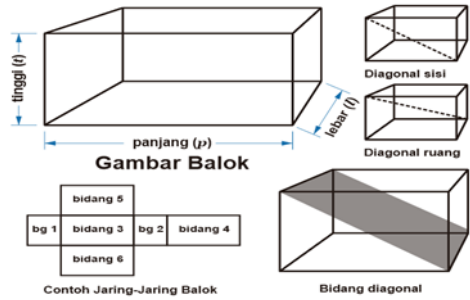 tinggi (t)
panjang (p)
lebar (l)
Gambar Balok
Diagonal sisi
Diagonal ruang
bidang 5
bg 1
bidang 3
bg 2
bidang 4
bidang 6
Contoh Jaring-Jaring Balok
Bidang diagonal